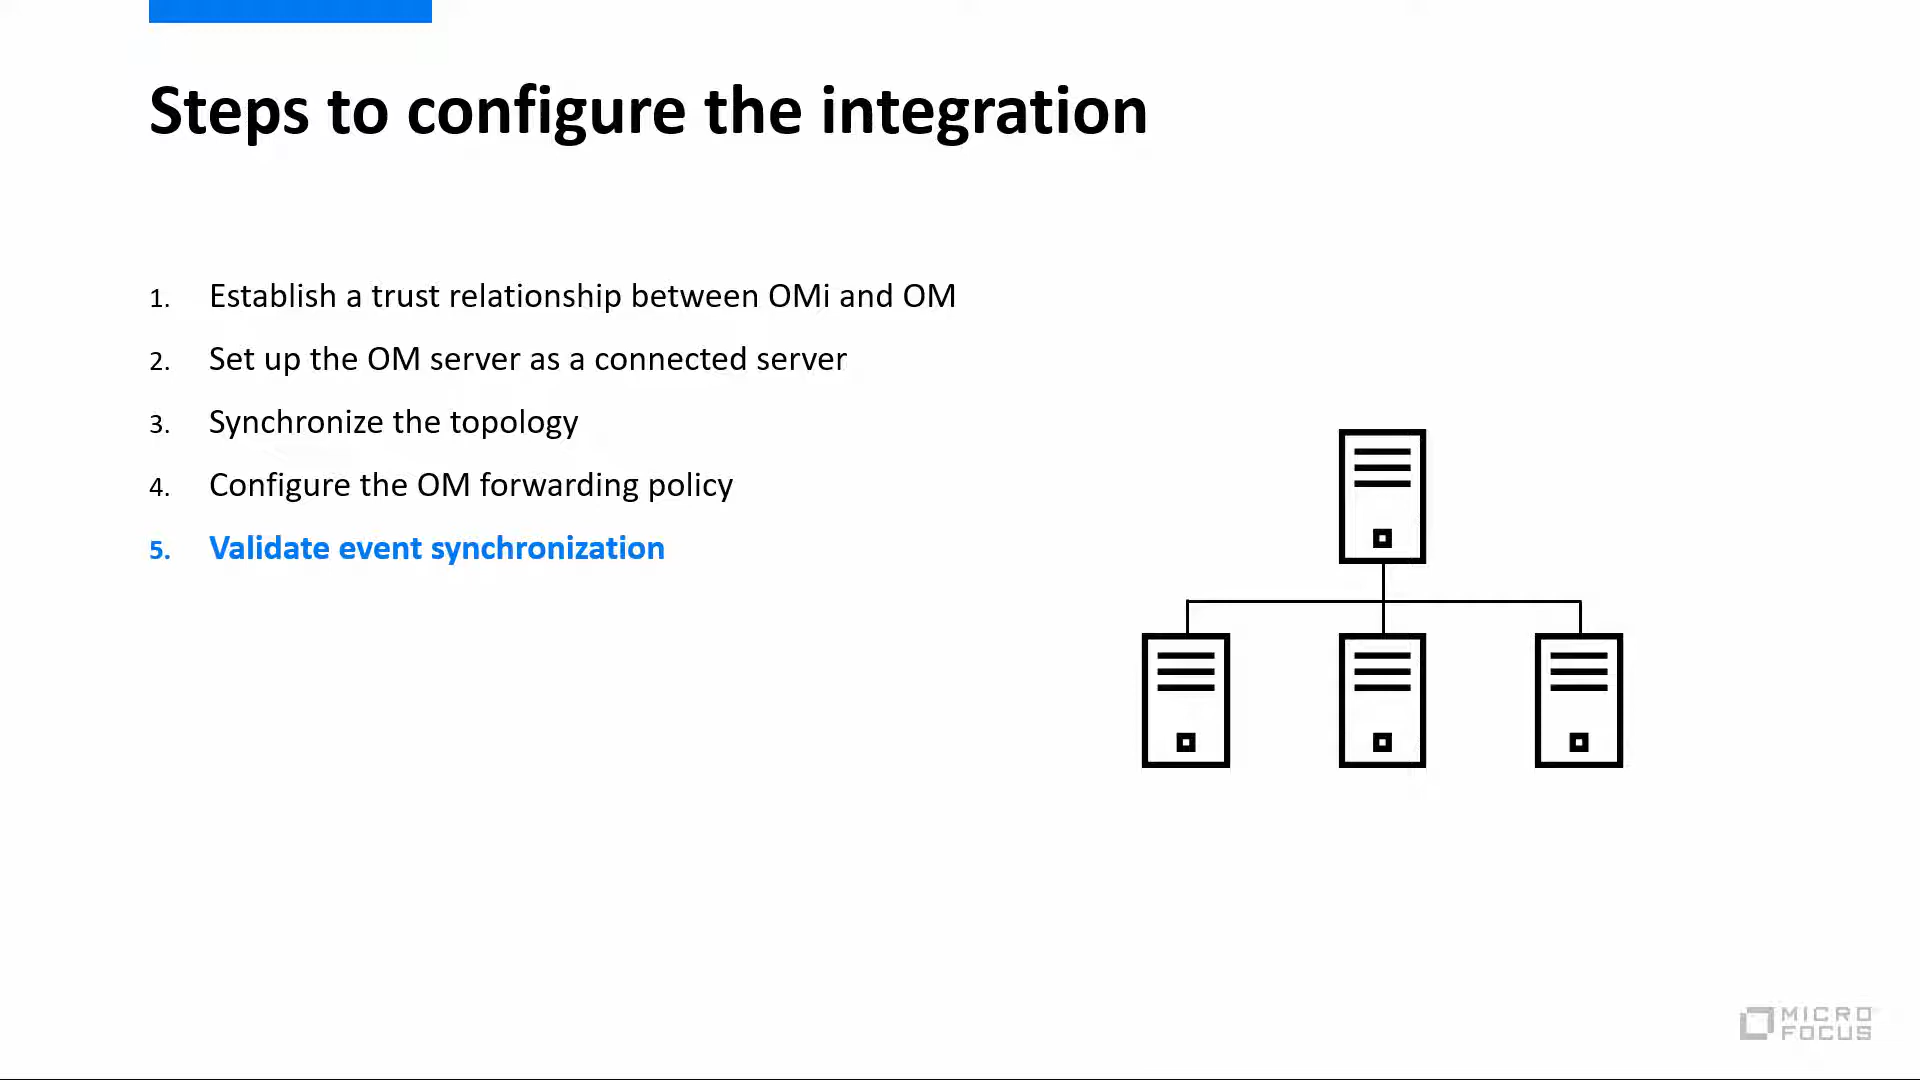 Steps to configure the integration
1. Establish a trust relationship between OMi and OM
2. Set up the OM server as a connected server
3. Synchronize the topology
4. Configure the OM forwarding policy
5. Validate event synchronization
MICRO
FOCUS